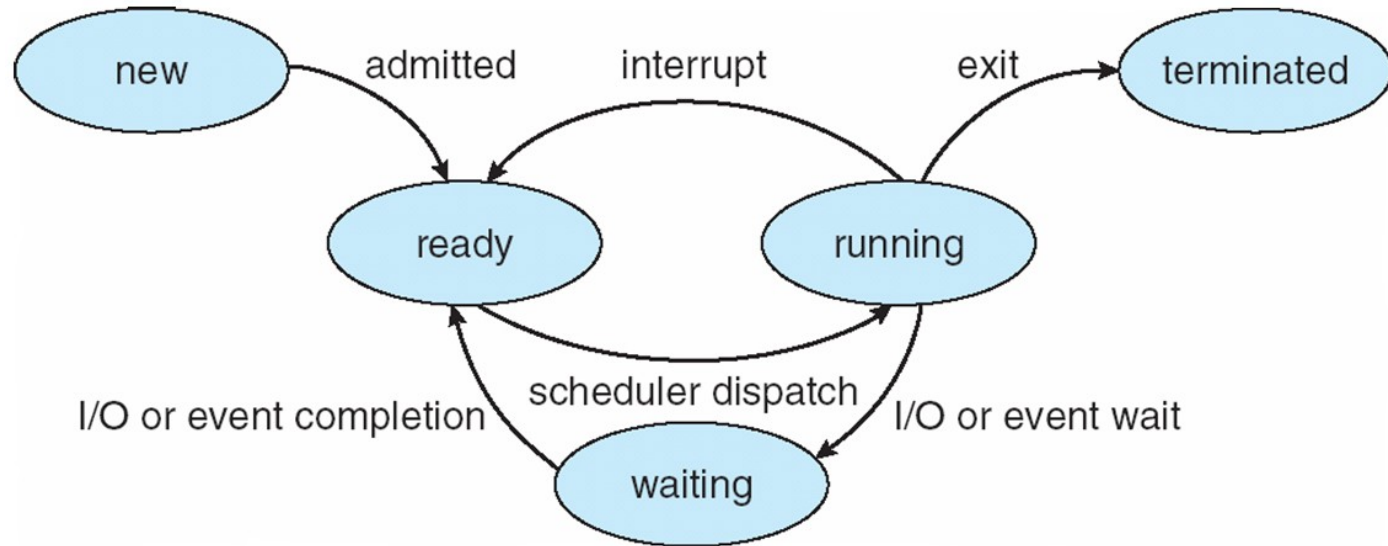 new
admitted
interrupt
exit
terminated
ready
running
scheduler dispatch
I/O or event completion
I/O or event wait
waiting